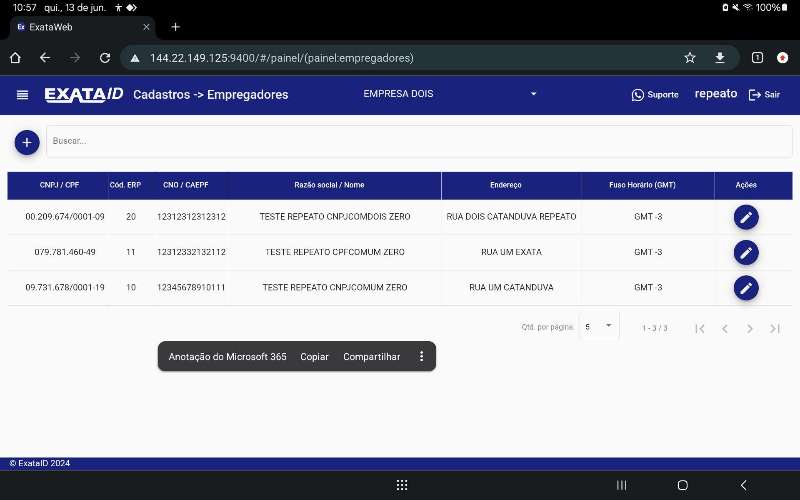 10:57 qui., 13 de jun.
100%
Ex ExataWeb
144.22.149.125:9400/#/painel/(painel:empregadores)
1
EXATAID Cadastros -> Empregadores EMPRESA DOIS Suporte repeato Sair
Buscar...
CNPJ / CPF Cód. ERP CNO / CAEPF Razão social / Nome Endereço Fuso Horário (GMT) Ações
00.209.674/0001-09 20 12312312312312 TESTE REPEATO CNPJCOMDOIS ZERO RUA DOIS CATANDUVA REPEATO GMT -3
079.781.460-49 11 12312332132112 TESTE REPEATO CPFCOMUM ZERO RUA UM EXATA GMT -3
09.731.678/0001-19 10 12345678910111 TESTE REPEATO CNPJCOMUM ZERO RUA UM CATANDUVA GMT -3
Qtd. por página. 5 1 - 3 / 3
Anotação do Microsoft 365 Copiar Compartilhar
© ExataID 2024